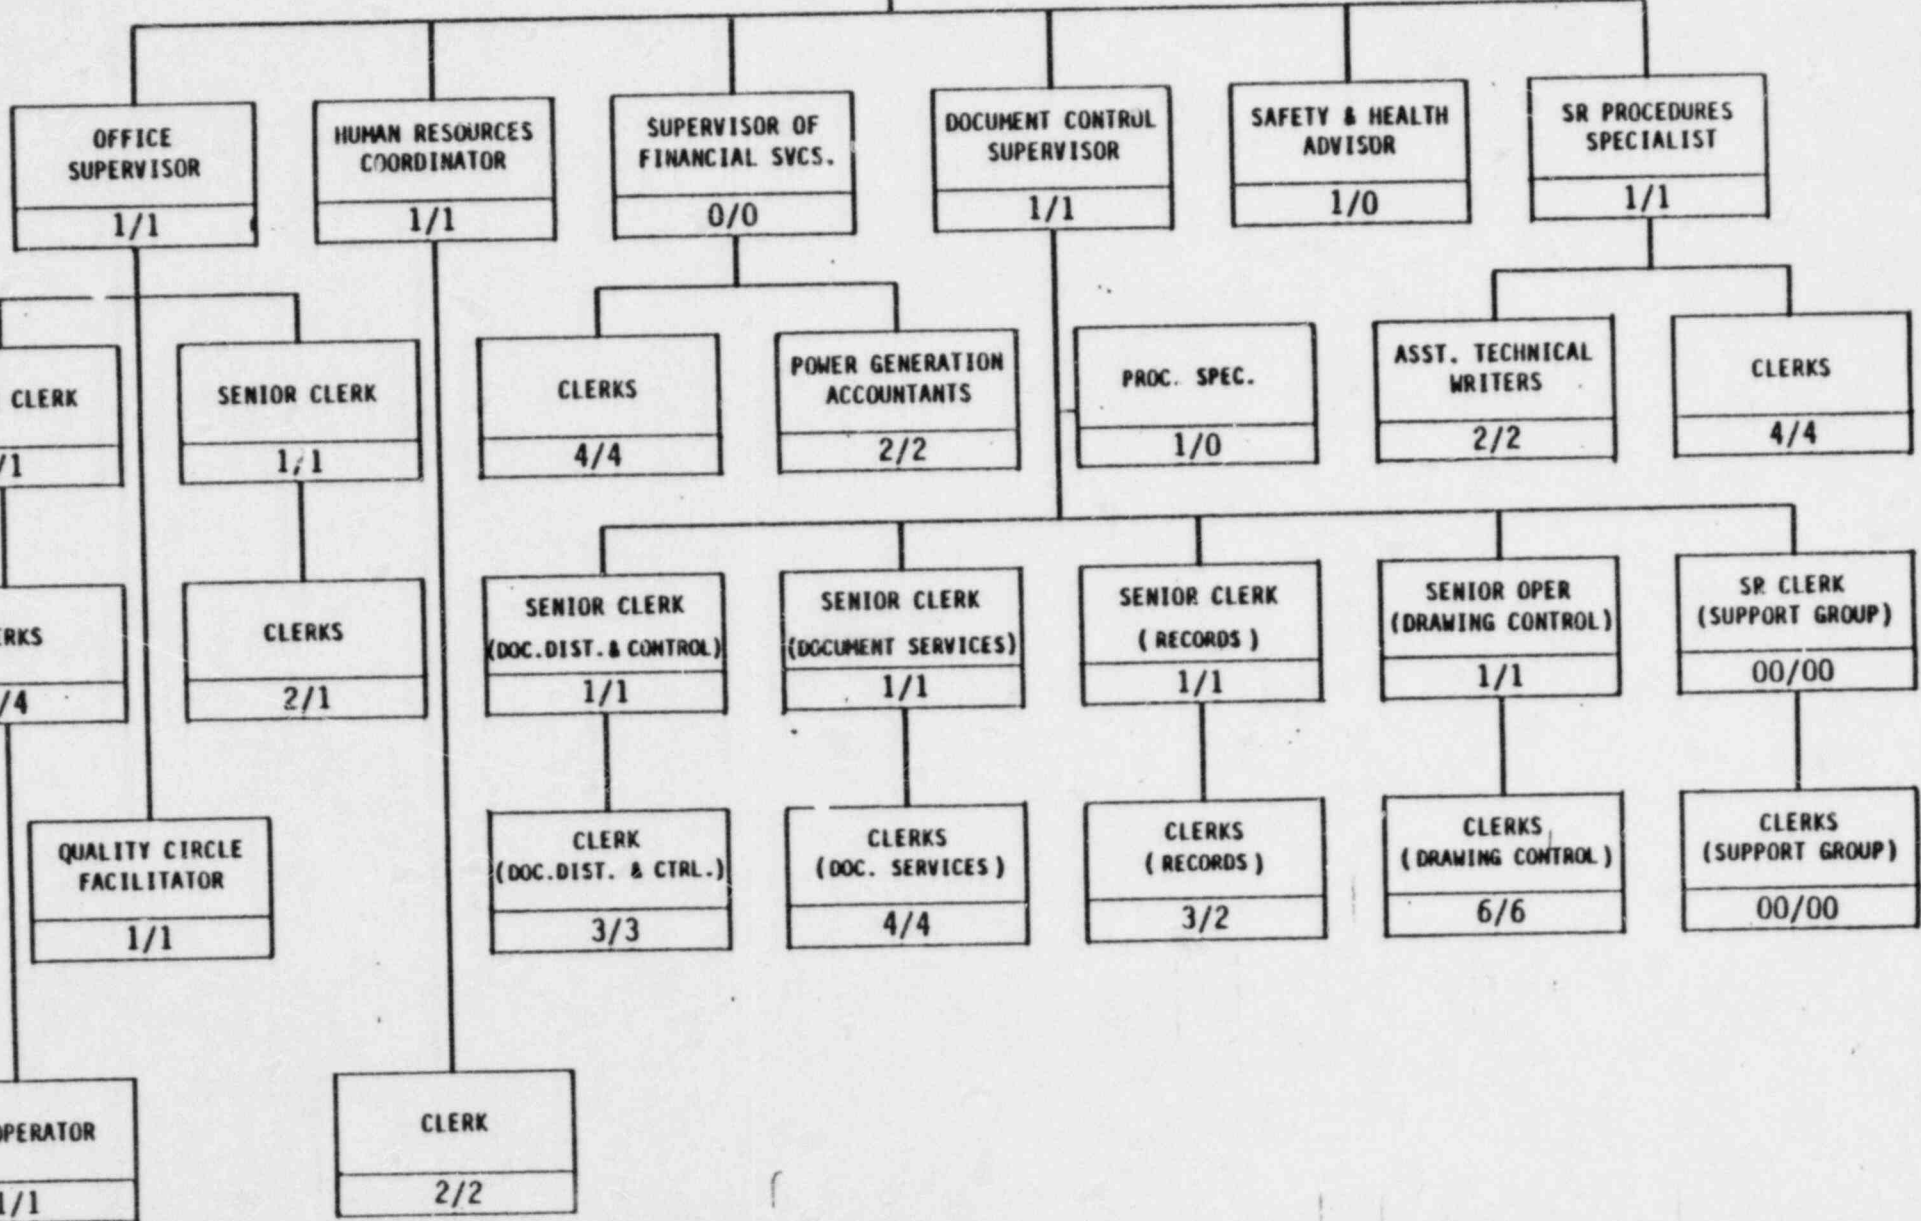 OFFICE
SUPERVISOR
1/1
HUMAN RESOURCES
COORDINATOR
1/1
SUPERVISOR OF
FINANCIAL SVCS.
0/0
DOCUMENT CONTROL
SUPERVISOR
1/1
SAFETY & HEALTH
ADVISOR
1/0
SR PROCEDURES
SPECIALIST
1/1
CLERK
/1
SENIOR CLERK
1/1
CLERKS
4/4
POWER GENERATION
ACCOUNTANTS
2/2
PROC. SPEC.
1/0
ASST. TECHNICAL
WRITERS
2/2
CLERKS
4/4
ERKS
/4
CLERKS
2/1
SENIOR CLERK
(DOC.DIST.& CONTROL)
1/1
SENIOR CLERK
(DOCUMENT SERVICES)
1/1
SENIOR CLERK
(RECORDS)
1/1
SENIOR OPER
(DRAWING CONTROL)
1/1
SR CLERK
(SUPPORT GROUP)
00/00
QUALITY CIRCLE
FACILITATOR
1/1
CLERK
(DOC.DIST. & CTRL.)
3/3
CLERKS
(DOC. SERVICES)
4/4
CLERKS
(RECORDS)
3/2
CLERKS
(DRAWING CONTROL)
6/6
CLERKS
(SUPPORT GROUP)
00/00
OPERATOR
1/1
CLERK
2/2